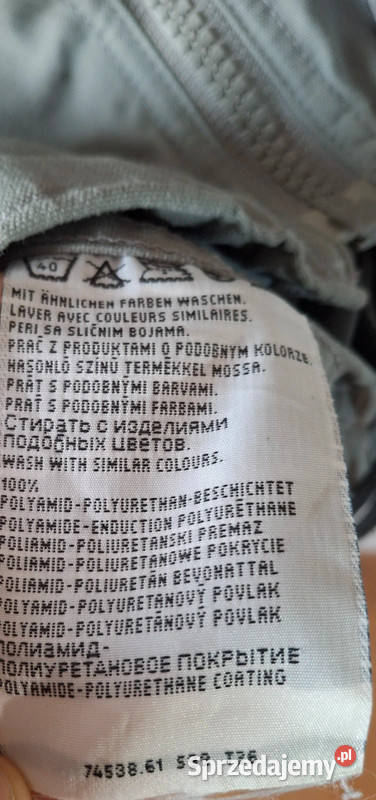 40
MIT ÄHNLICHEN FARBEN WASCHEN.
LAVER AVEC COULEURS SIMILAIRES.
PERI SA SLIČNIM BOJAMA.
PRAĆ Z PRODUKTAMI O PODOBNYM KOLORZE.
HASONLÓ SZÍNŰ TERMÉKKEL MOSSA.
PRÁT S PODOBNÝMI BARVAMI.
PRAŤ S PODOBNÝMI FARBAMI.
Стирать с изделиями
подобных цветов.
WASH WITH SIMILAR COLOURS.
100%
POLYAMID-POLYURETHAN-BESCHICHTET
POLYAMIDE-ENDUCTION POLYURÉTHANE
POLIAMID-POLIURETANSKI PREMAZ
POLIAMID-POLIURETANOWE POKRYCIE
POLIAMID-POLIURETÁN BEVONATTAL
POLYAMID-POLYURETANOVÝ POVLAK
POLYAMID-POLYURETÁNOVÝ POVLAK
ПОЛИАМИД-
ПОЛИУРЕТАНОВОЕ ПОКРЫТИЕ
POLYAMIDE-POLYURETHANE COATING
74538.61
Sprzedajemy.pl